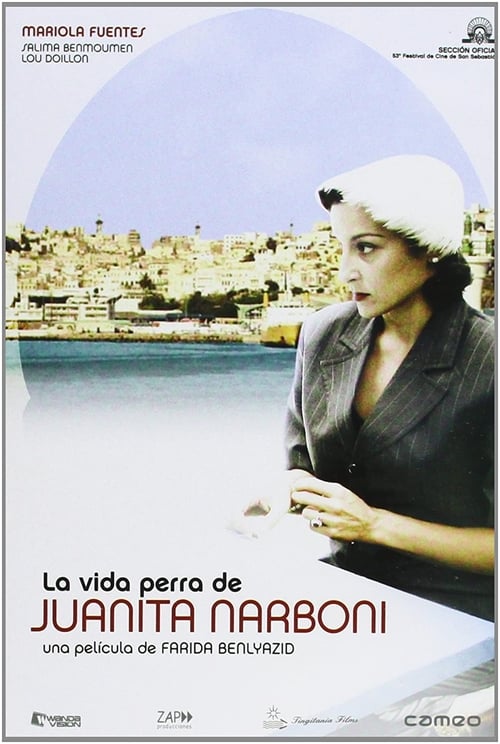 MARIOLA FUENTES
SALIMA BENMOUMEN
LOU DOILLON
SECCIÓN OFICIAL
53º Festival de Cine de San Sebastián
La vida perra de
JUANITA NARBONI
una película de FARIDA BENLYAZID
WANDA
VISION
ZAP
producciones
Tingitania Films
cameo